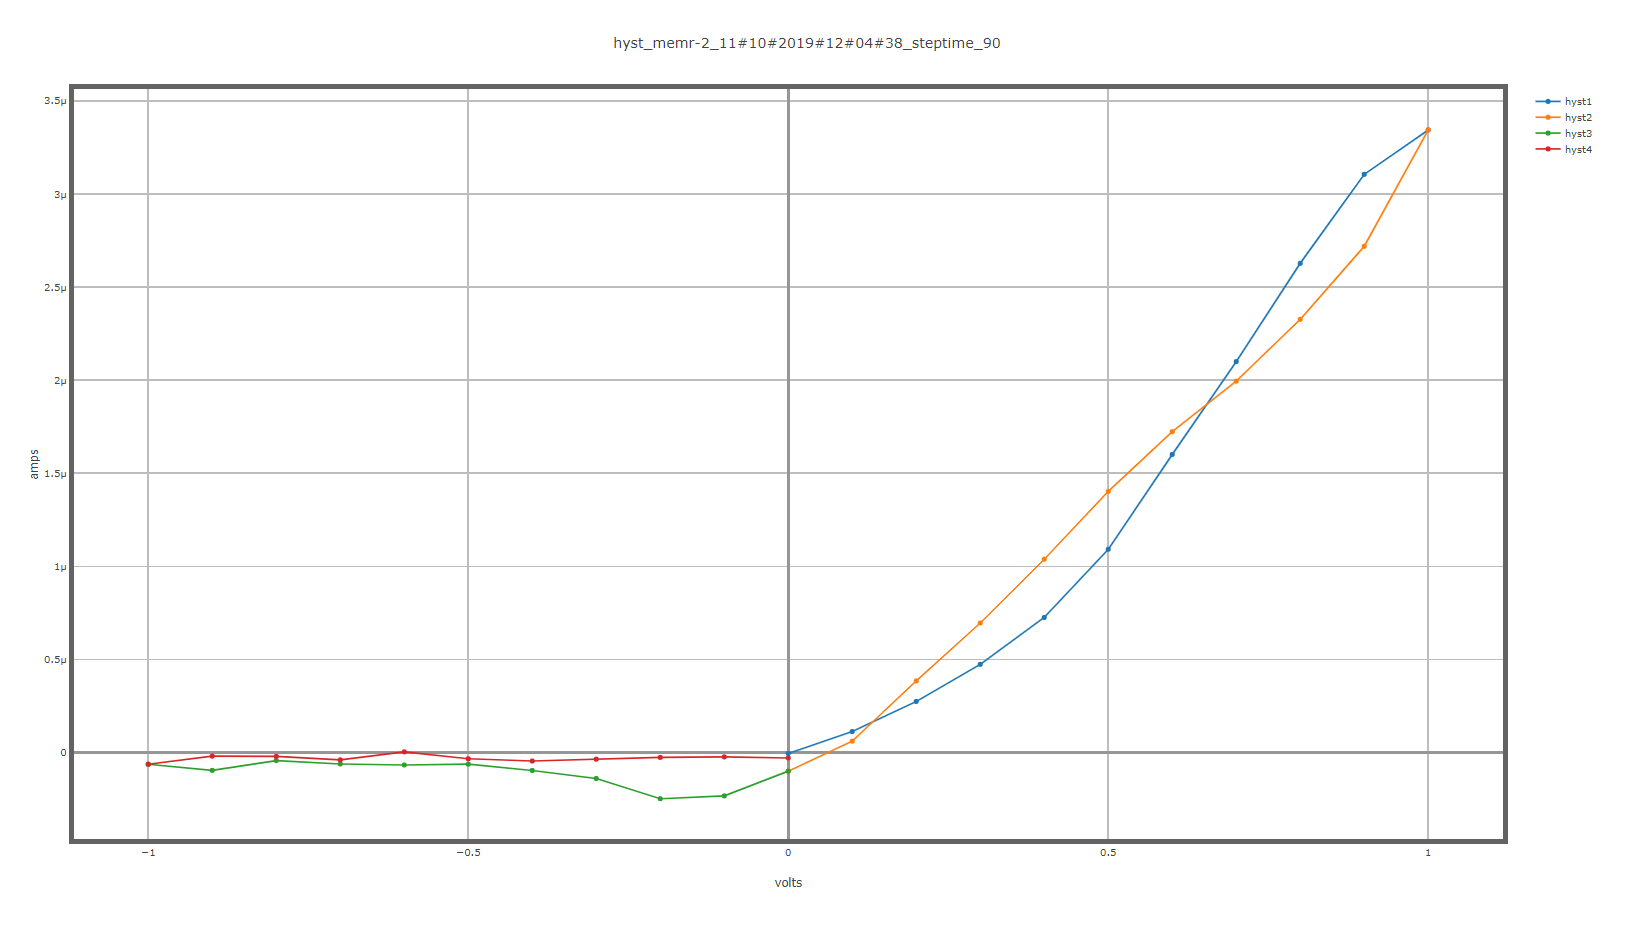 hyst_memr-2_11#10#2019#12#04#38_steptime_90
3.5μ
3μ
2.5μ
2μ
1.5μ
1μ
0.5μ
0
amps
−1
−0.5
0
0.5
1
volts
hyst1
hyst2
hyst3
hyst4